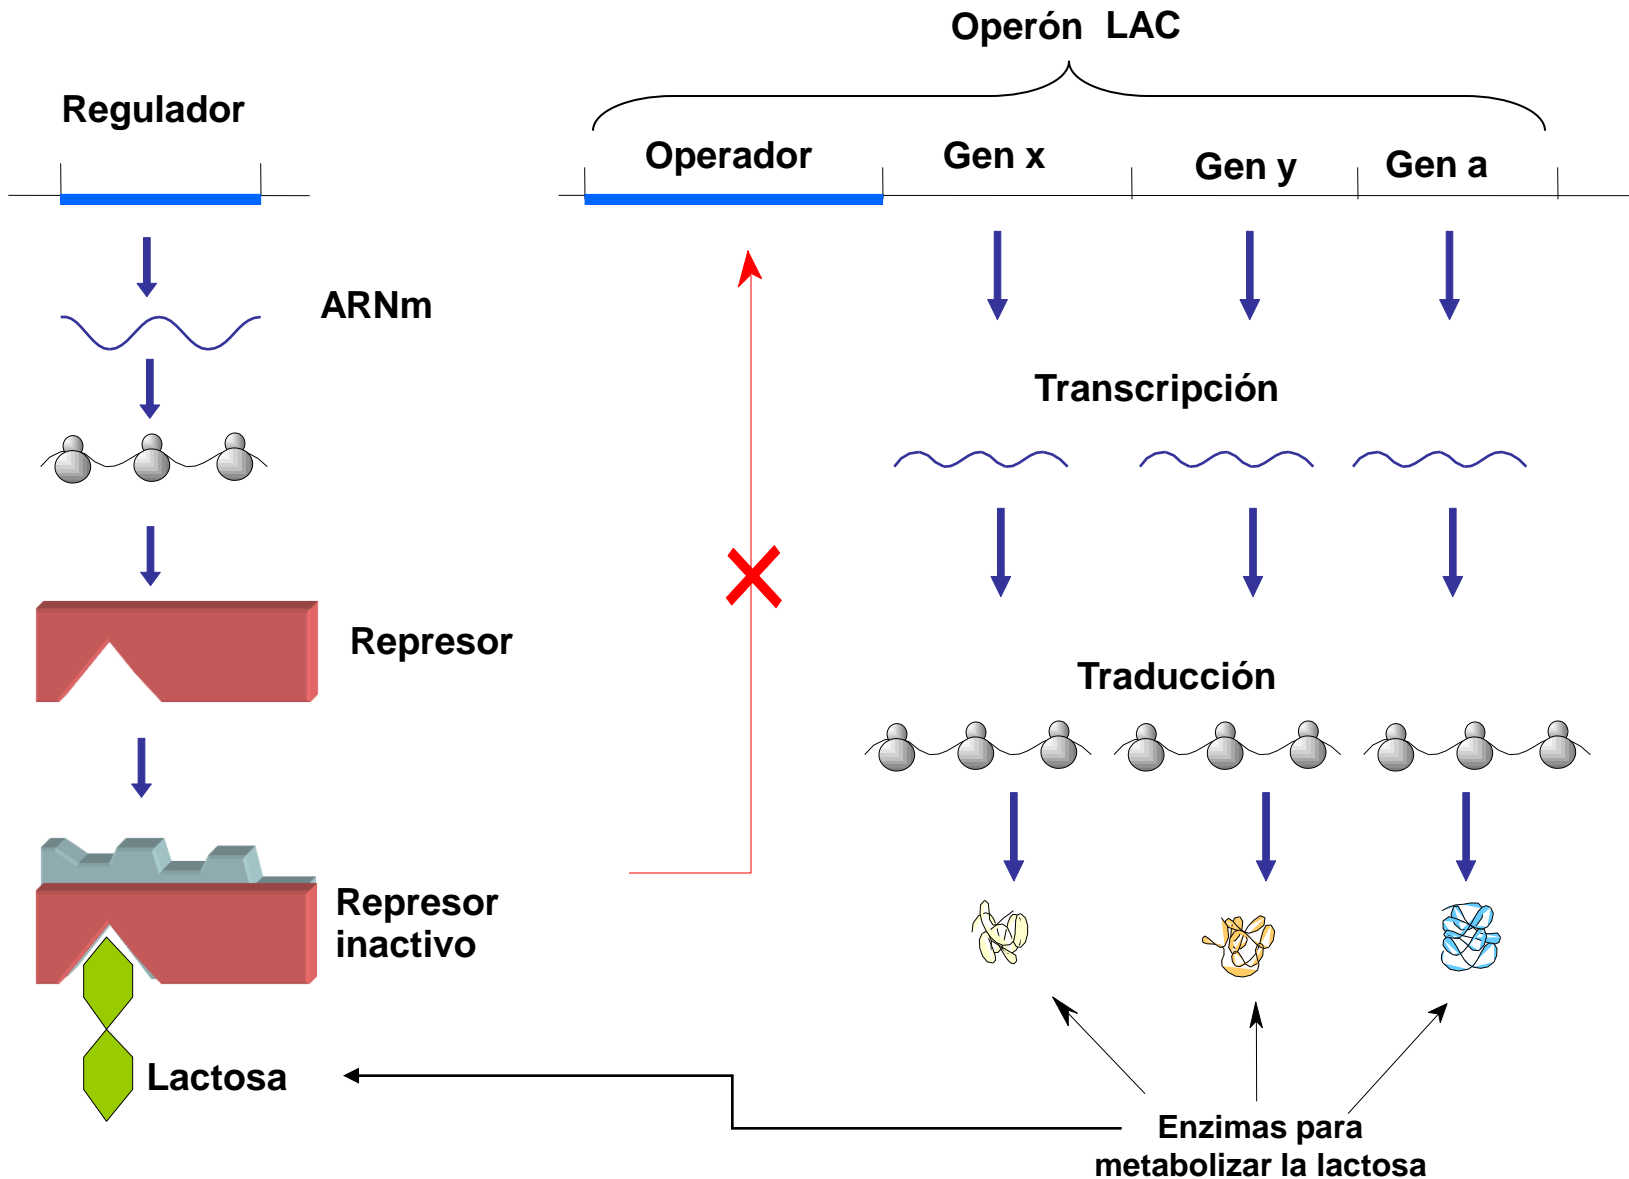 Operón LAC
Regulador
Operador
Gen x
Gen y
Gen a
ARNm
Transcripción
Represor
Traducción
Represor
inactivo
Lactosa
Enzimas para
metabolizar la lactosa